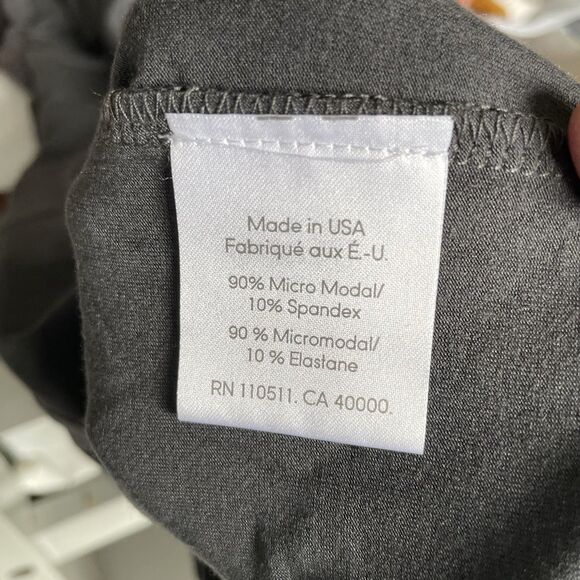 Made in USA
Fabriqué aux É.-U.
90% Micro Modal/
10% Spandex
90 % Micromodal/
10 % Elastane
RN 110511. CA 40000.